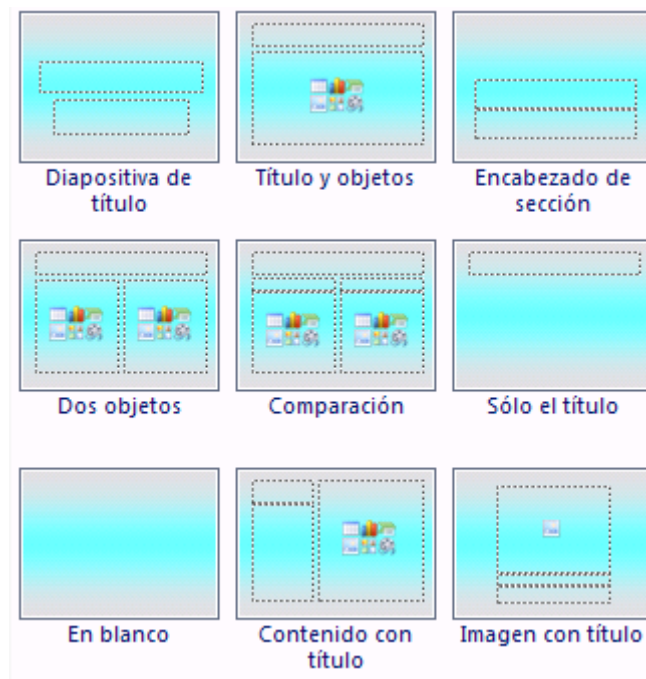 Diapositiva de
título
Título y objetos
Encabezado de
sección
Dos objetos
Comparación
Sólo el título
En blanco
Contenido con
título
Imagen con título